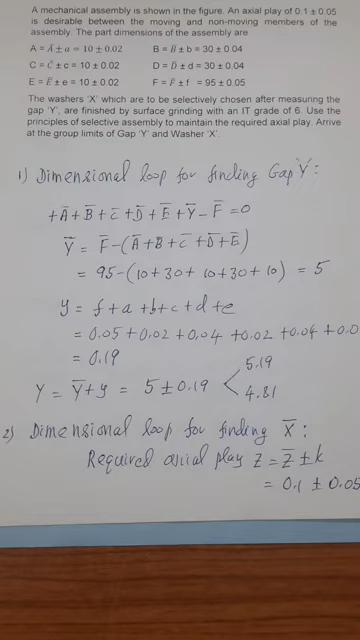 A mechanical assembly is shown in the figure. An axial play of 0.1 ± 0.05
is desirable between the moving and non-moving members of the
assembly. The part dimensions of the assembly are
A = A̅ ± a = 10 ± 0.02 B = B̅ ± b = 30 ± 0.04
C = C̅ ± c = 10 ± 0.02 D = D̅ ± d = 30 ± 0.04
E = E̅ ± e = 10 ± 0.02 F = F̅ ± f = 95 ± 0.05
The washers 'X' which are to be selectively chosen after measuring the
gap 'Y', are finished by surface grinding with an IT grade of 6. Use the
principles of selective assembly to maintain the required axial play. Arrive
at the group limits of Gap 'Y' and Washer 'X'.
1) Dimensional loop for finding Gap Y̅ :
+A̅ + B̅ + C̅ + D̅ + E̅ + Y̅ - F̅ = 0
Y̅ = F̅ - (A̅ + B̅ + C̅ + D̅ + E̅)
= 95 - (10 + 30 + 10 + 30 + 10) = 5
y = f + a + b + c + d + e
= 0.05 + 0.02 + 0.04 + 0.02 + 0.04 + 0.0
= 0.19
5.19
Y = Y̅ + y = 5 ± 0.19
4.81
2) Dimensional loop for finding X̅ :
Required axial play Z = Z̅ ± k
= 0.1 ± 0.05